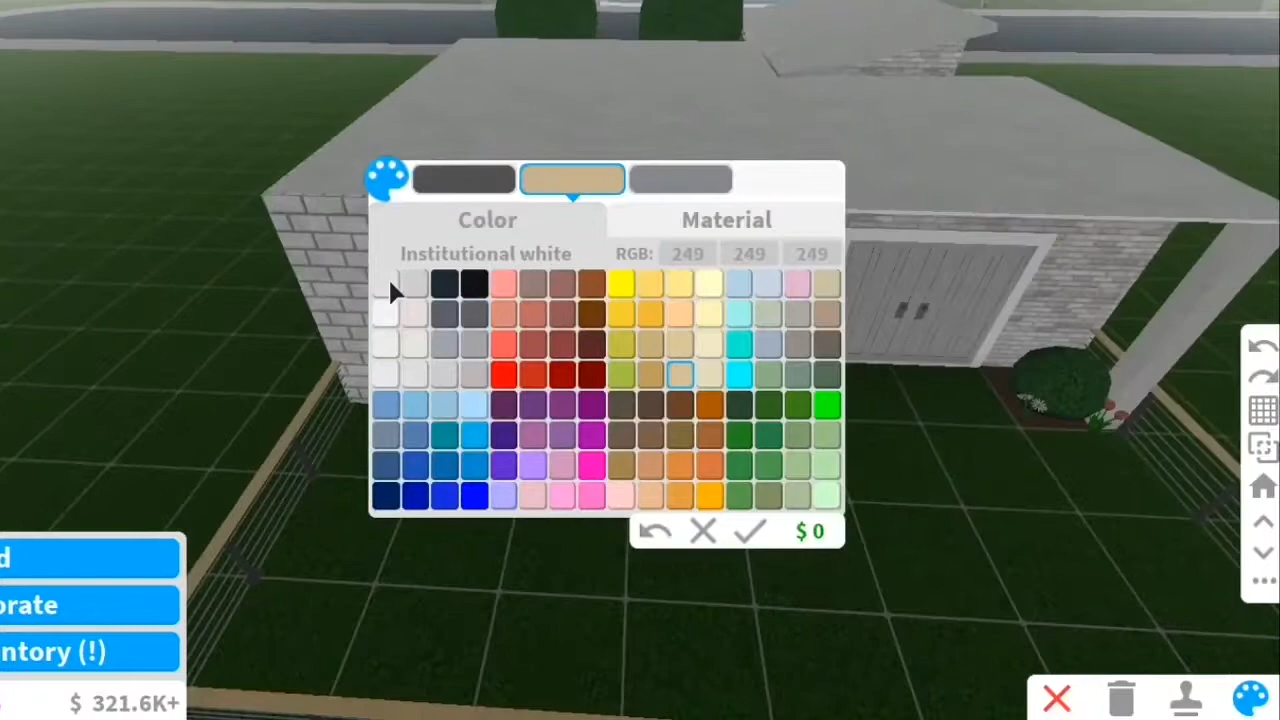 Color
Material
Institutional white
RGB: 249 249 249
$ 0
d
orate
ntory (!)
$ 321.6K+